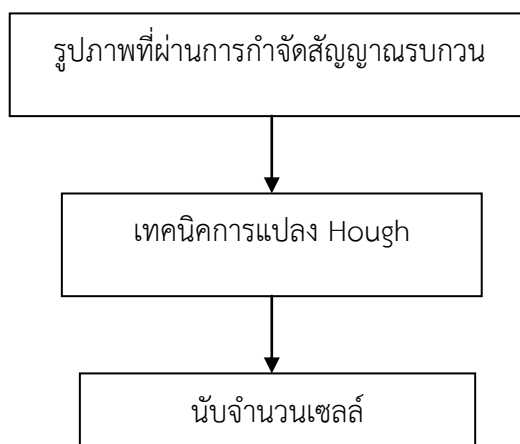 รูปภาพที่ผ่านการกำจัดสัญญาณรบกวน
เทคนิคการแปลง Hough
นับจำนวนเซลล์